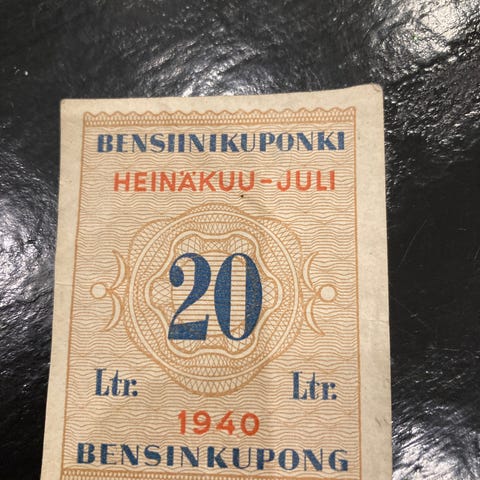 BENSIINIKUPONKI
HEINÄKUU-JULI
20
Ltr. Ltr.
1940
BENSINKUPONG